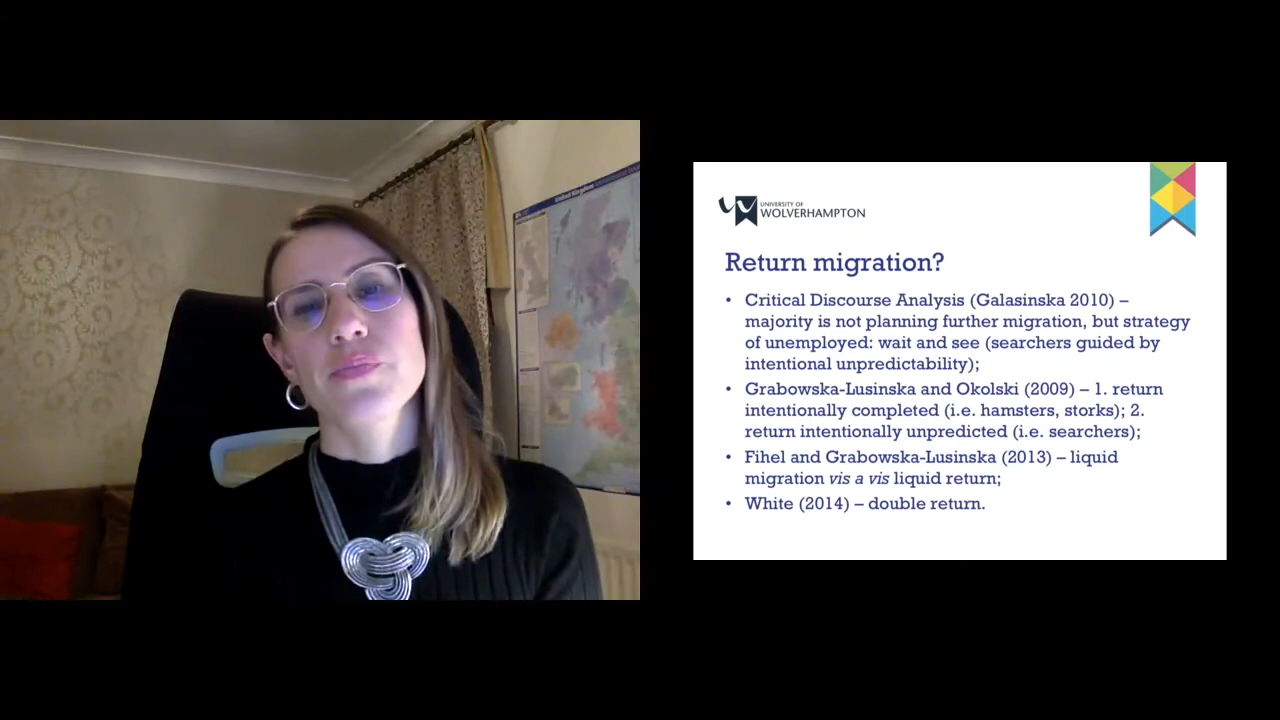 United Kingdom
UNIVERSITY OF
WOLVERHAMPTON
Return migration?
• Critical Discourse Analysis (Galasinska 2010) –
majority is not planning further migration, but strategy
of unemployed: wait and see (searchers guided by
intentional unpredictability);
• Grabowska-Lusinska and Okolski (2009) – 1. return
intentionally completed (i.e. hamsters, storks); 2.
return intentionally unpredicted (i.e. searchers);
• Fihel and Grabowska-Lusinska (2013) – liquid
migration vis a vis liquid return;
• White (2014) – double return.